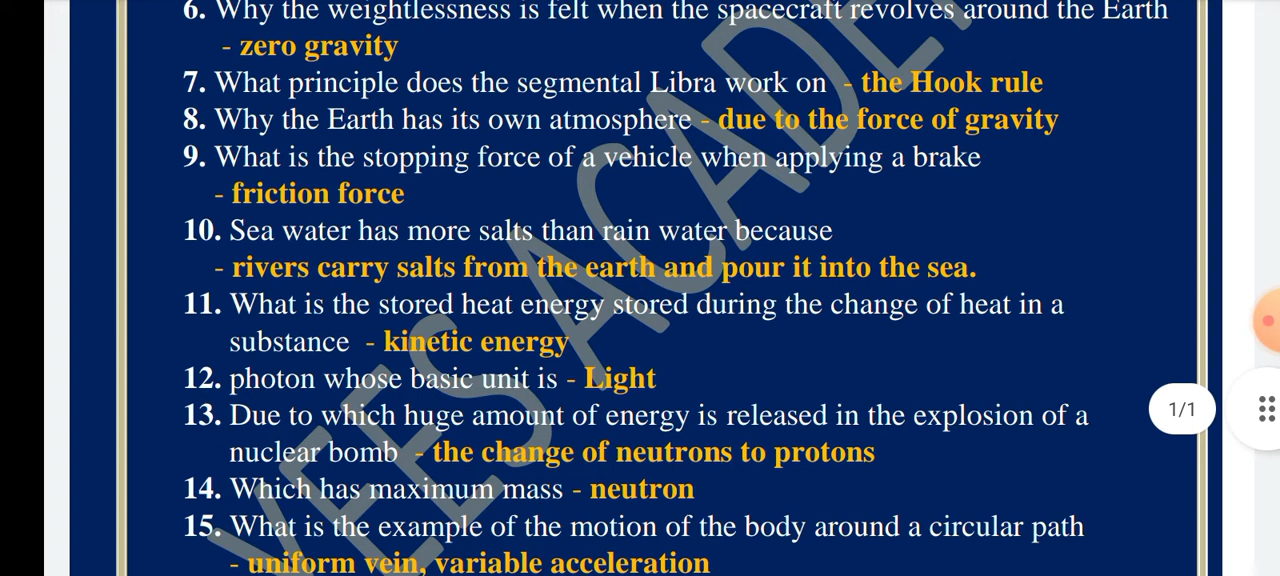 6. Why the weightlessness is felt when the spacecraft revolves around the Earth
- zero gravity
7. What principle does the segmental Libra work on - the Hook rule
8. Why the Earth has its own atmosphere - due to the force of gravity
9. What is the stopping force of a vehicle when applying a brake
- friction force
10. Sea water has more salts than rain water because
- rivers carry salts from the earth and pour it into the sea.
11. What is the stored heat energy stored during the change of heat in a
substance - kinetic energy
12. photon whose basic unit is - Light
13. Due to which huge amount of energy is released in the explosion of a
nuclear bomb - the change of neutrons to protons
14. Which has maximum mass - neutron
15. What is the example of the motion of the body around a circular path
- uniform vein, variable acceleration
1/1